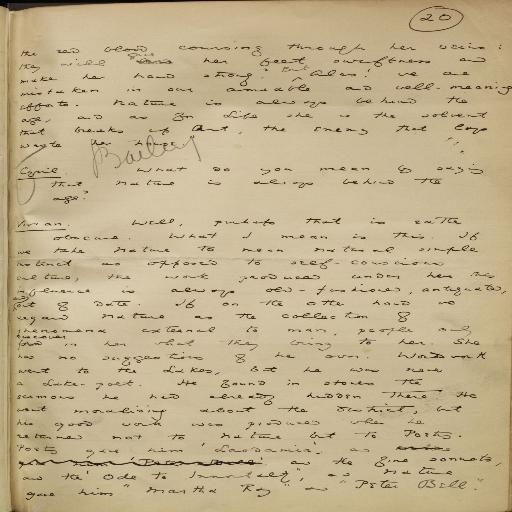 20
the red blood coursing through her veins:
they will give her feet swiftness and
make her hand strong." But Alas! we are
mistaken in our amiable and well-meaning
efforts. Nature is always behind the
age, and as for Life she is the solvent
that breaks up Art, the enemy that lays
waste her house."
Bailey
Cyril. What do you mean by saying
that nature is always behind the
age?
Vivian. Well, perhaps that is rather
obscure. What I mean is this. If
we take Nature to mean natural simple
instinct as opposed to self-conscious
culture, the work produced under this
influence is always old-fashioned, antiquated,
and out of date. If on the other hand we
regard Nature as the collection of
phenomena external to man, people only
discover in her what they bring to her. She
has no suggestions of her own. Wordsworth
went to the Lakes, but he was never
a Lake-poet. He found in stones the
sermons he had already hidden there. He
went moralising about the district, but
his good work was produced when he
returned not to Nature but to Poetry.
Poetry gave him 'Laodamia', and
the fine sonnets,
and the 'Ode to Immortality', and Nature
gave him "Martha Ray" and "Peter Bell."